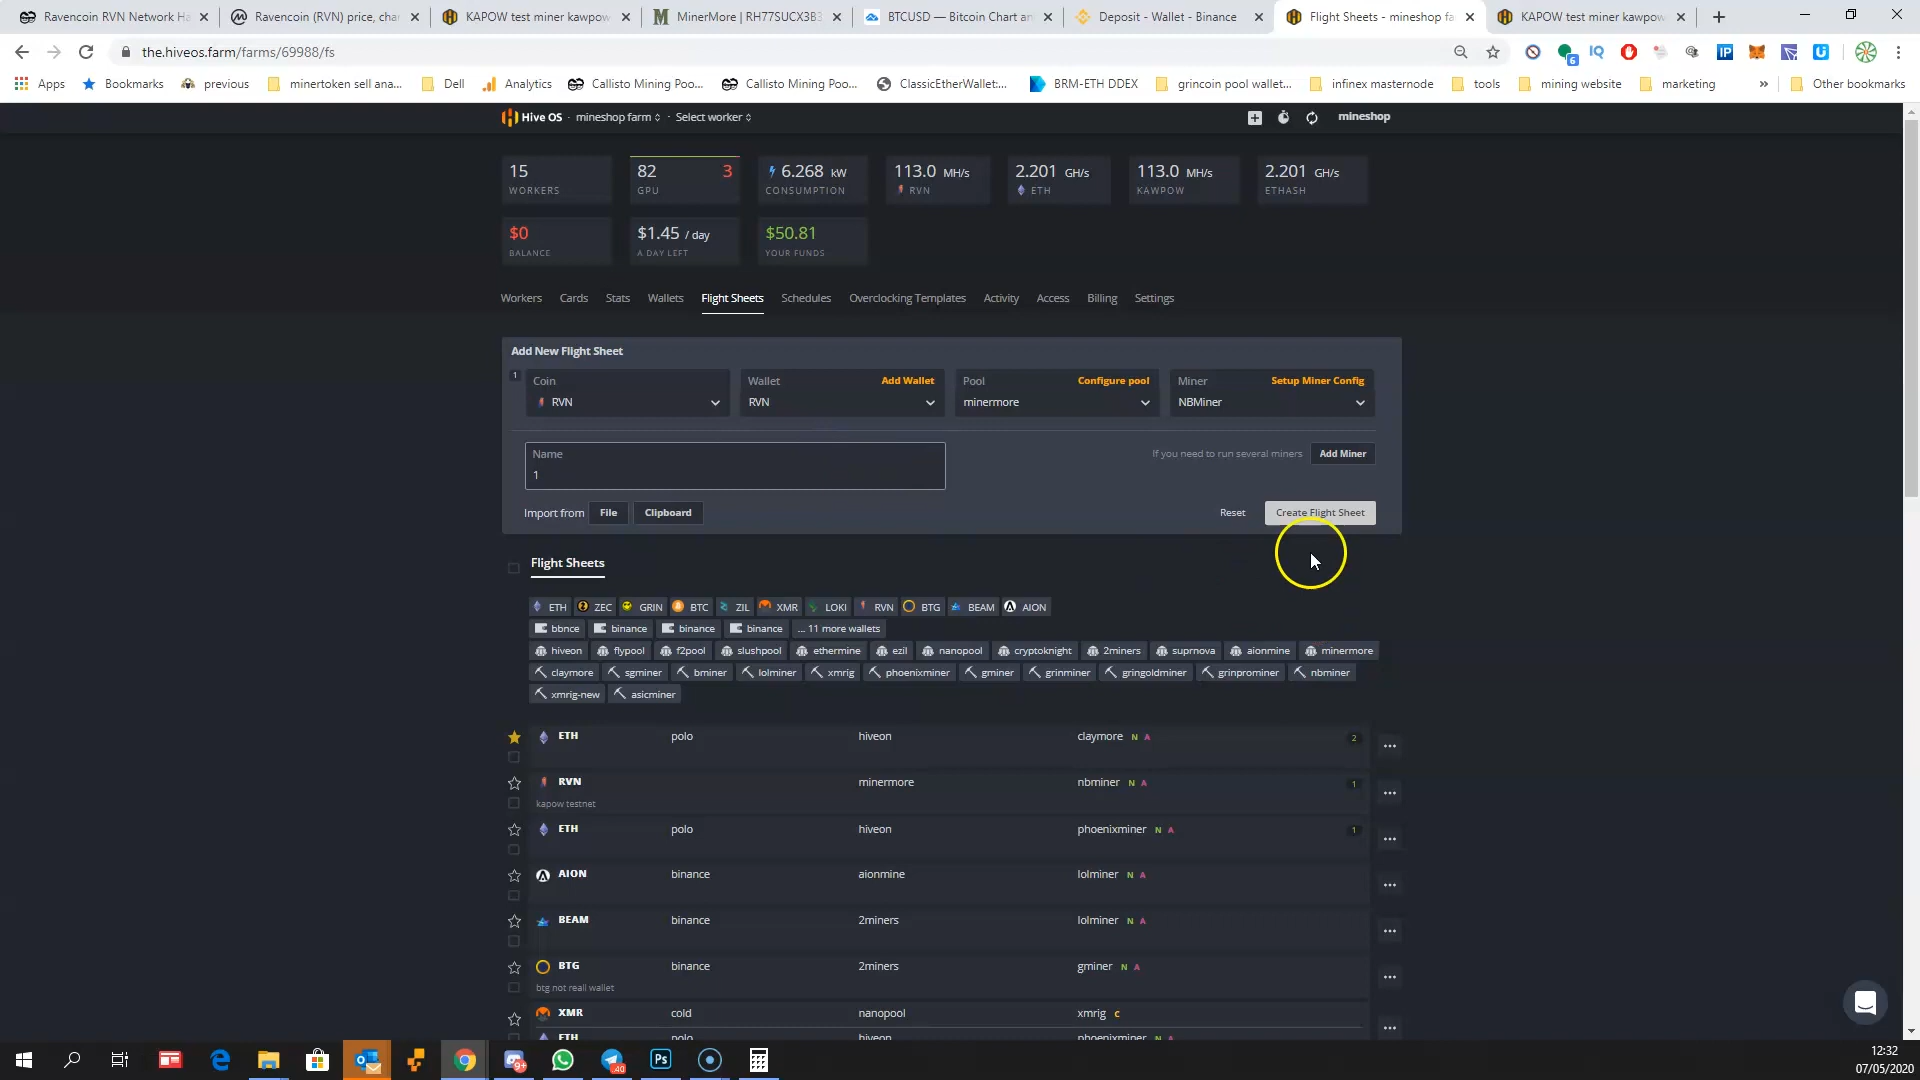 Ravencoin RVN Network Ha
Ravencoin (RVN) price, cha
KAPOW test miner kawpow
MinerMore | RH77SUCX3B3
BTCUSD — Bitcoin Chart an
Deposit - Wallet - Binance
Flight Sheets - mineshop fa
KAPOW test miner kawpow
the.hiveos.farm/farms/69988/fs
Apps
Bookmarks
previous
minertoken sell ana...
Dell
Analytics
Callisto Mining Poo...
Callisto Mining Poo...
ClassicEtherWallet:...
BRM-ETH DDEX
grincoin pool wallet...
infinex masternode
tools
mining website
marketing
»
Other bookmarks
Hive OS · mineshop farm · Select worker
mineshop
15
WORKERS
82 3
GPU
6.268 kW
CONSUMPTION
113.0 MH/s
RVN
2.201 GH/s
ETH
113.0 MH/s
KAWPOW
2.201 GH/s
ETHASH
$0
BALANCE
$1.45 / day
A DAY LEFT
$50.81
YOUR FUNDS
Workers Cards Stats Wallets Flight Sheets Schedules Overclocking Templates Activity Access Billing Settings
Add New Flight Sheet
1
Coin
RVN
Wallet Add Wallet
RVN
Pool Configure pool
minermore
Miner Setup Miner Config
NBMiner
Name
1
If you need to run several miners Add Miner
Import from File Clipboard
Reset Create Flight Sheet
Flight Sheets
ETH ZEC GRIN BTC ZIL XMR LOKI RVN BTG BEAM AION
bbnce binance binance binance ... 11 more wallets
hiveon flypool f2pool slushpool ethermine ezil nanopool cryptoknight 2miners suprnova aionmine minermore
claymore sgminer bminer lolminer xmrig phoenixminer gminer grinminer gringoldminer grinprominer nbminer
xmrig-new asicminer
ETH polo hiveon claymore N A 2
RVN minermore nbminer N A 1
kapow testnet
ETH polo hiveon phoenixminer N A 1
AION binance aionmine lolminer N A
BEAM binance 2miners lolminer N A
BTG binance 2miners gminer N A
btg not reall wallet
XMR cold nanopool xmrig C
ETH polo hiveon phoenixminer
12:32
07/05/2020